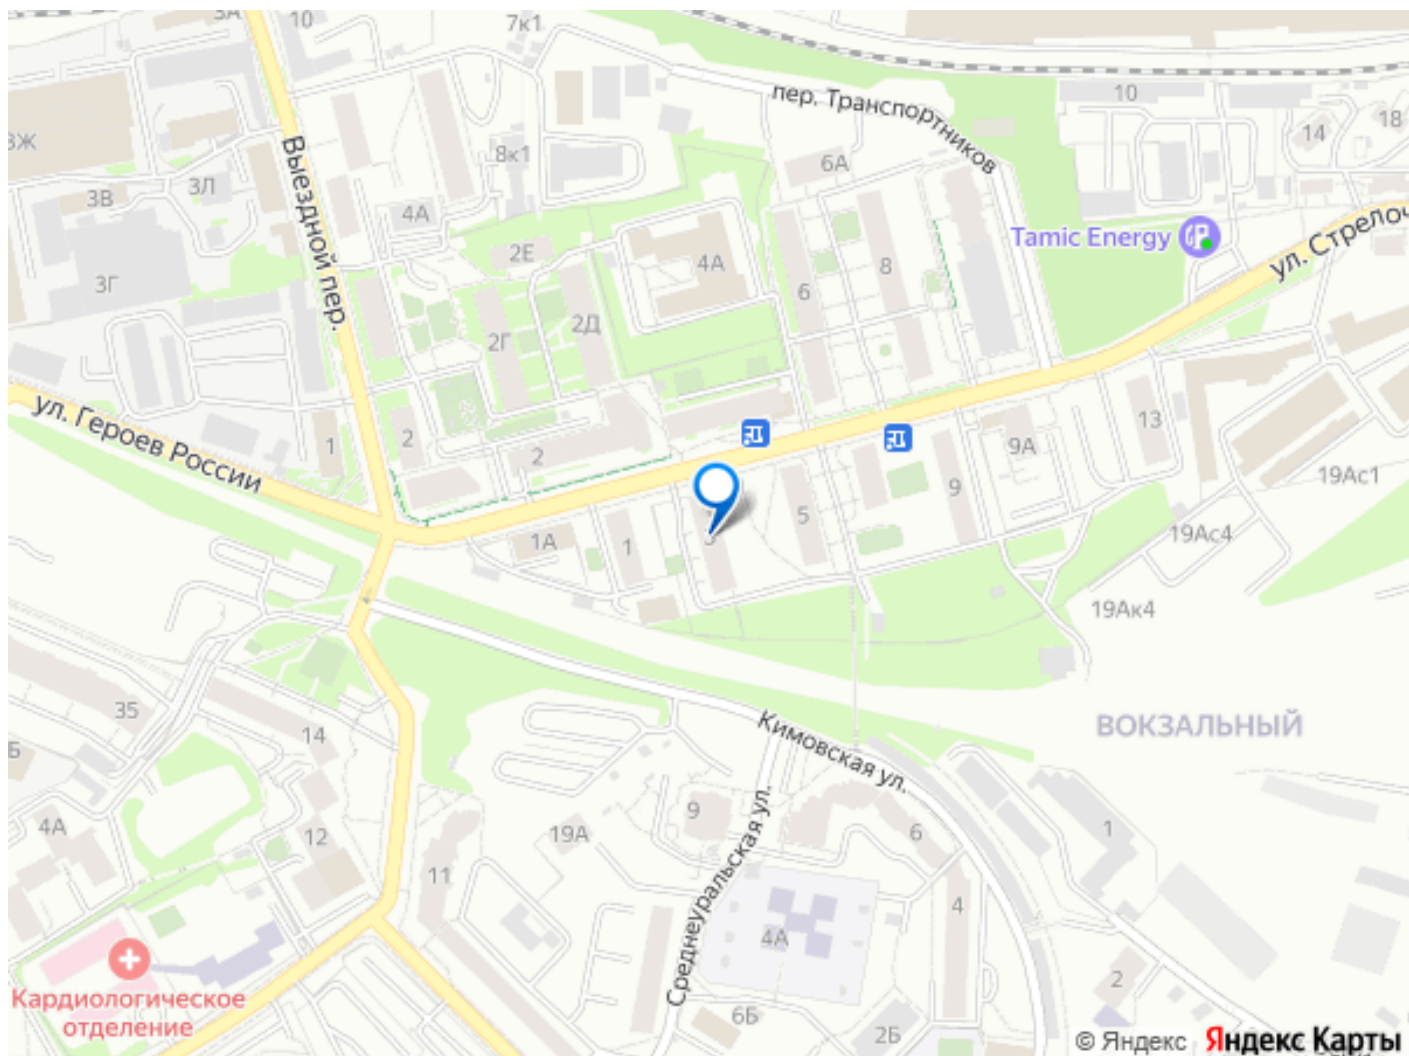 3А
10
7к1
пер. Транспортников
10
14
18
3Ж
Выездной пер.
8к1
6А
3В
3Л
4А
Tamic Energy
ул. Стрелоч
2Е
4А
8
3Г
6
2Д
2Г
ул. Героев России
1
2
2
13
9А
19Ас1
9
5
1А
1
3
19Ас4
19Ак4
35
14
Б
Кимовская ул.
ВОКЗАЛЬНЫЙ
4А
12
11
19А
9
Среднеуральская ул.
6
1
4
4А
Кардиологическое
отделение
6Б
2Б
2
© Яндекс Яндекс Карты